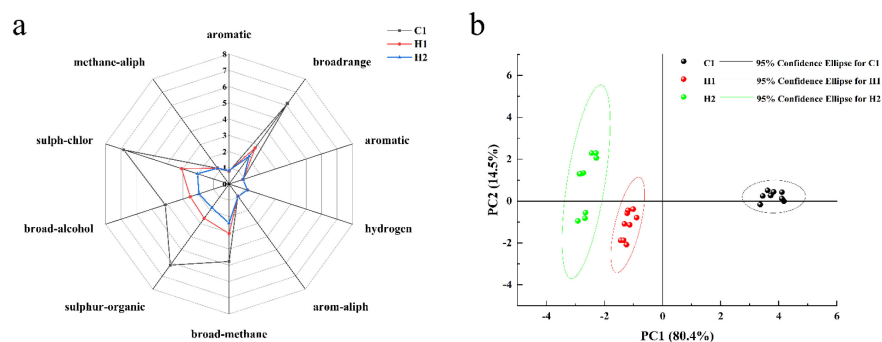 a
aromatic
C1
H1
H2
methane-aliph
broadrange
sulph-chlor
aromatic
broad-alcohol
hydrogen
sulphur-organic
arom-aliph
broad-methane
8
7
6
5
4
3
2
1
0
b
C1 95% Confidence Ellipse for C1
H1 95% Confidence Ellipse for H1
H2 95% Confidence Ellipse for H2
PC2 (14.5%)
6
4
2
0
-2
-4
-4 -2 0 2 4 6
PC1 (80.4%)